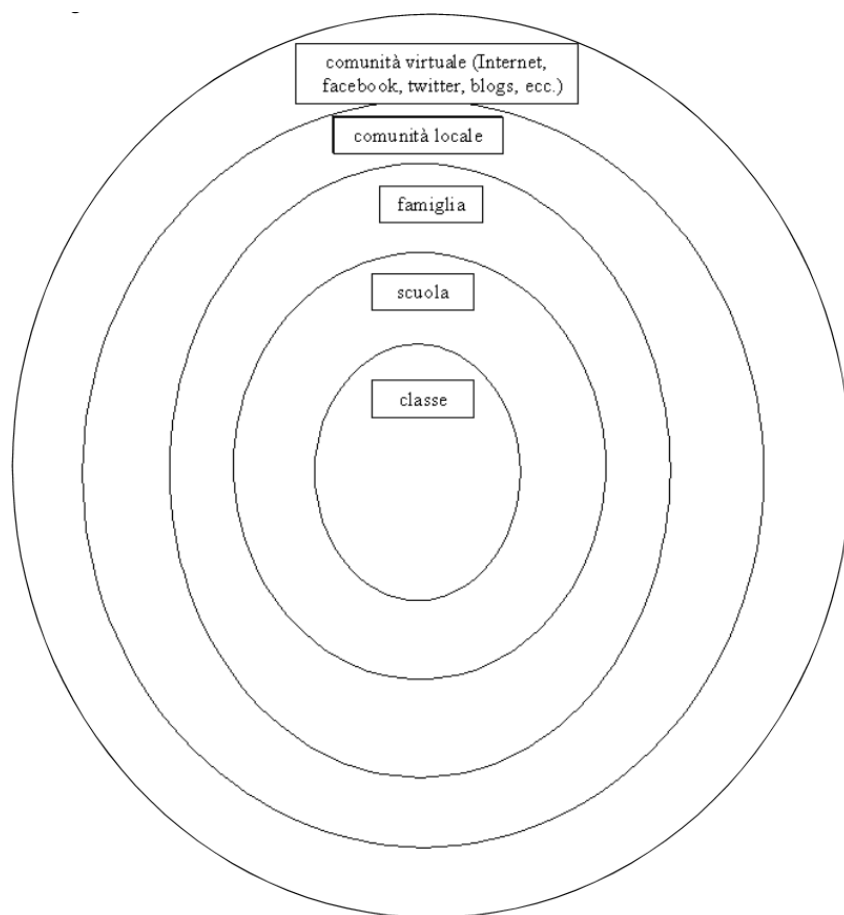 comunità virtuale (Internet,
facebook, twitter, blogs, ecc.)
comunità locale
famiglia
scuola
classe